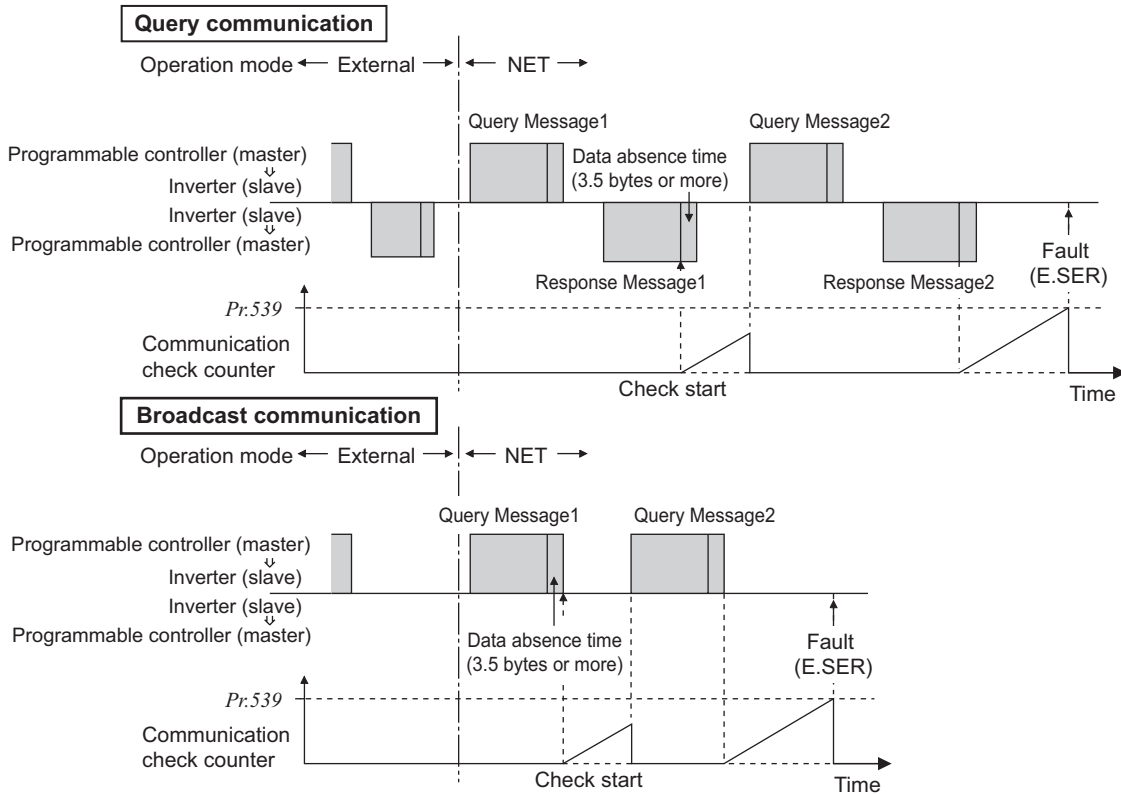 Query communication
Operation mode External NET
Query Message1 Query Message2
Programmable controller (master)
Inverter (slave)
Inverter (slave)
Programmable controller (master)
Data absence time
(3.5 bytes or more)
Response Message1 Response Message2
Fault
(E.SER)
Pr.539
Communication
check counter
Check start
Time
Broadcast communication
Operation mode External NET
Query Message1 Query Message2
Programmable controller (master)
Inverter (slave)
Inverter (slave)
Programmable controller (master)
Data absence time
(3.5 bytes or more)
Fault
(E.SER)
Pr.539
Communication
check counter
Check start
Time